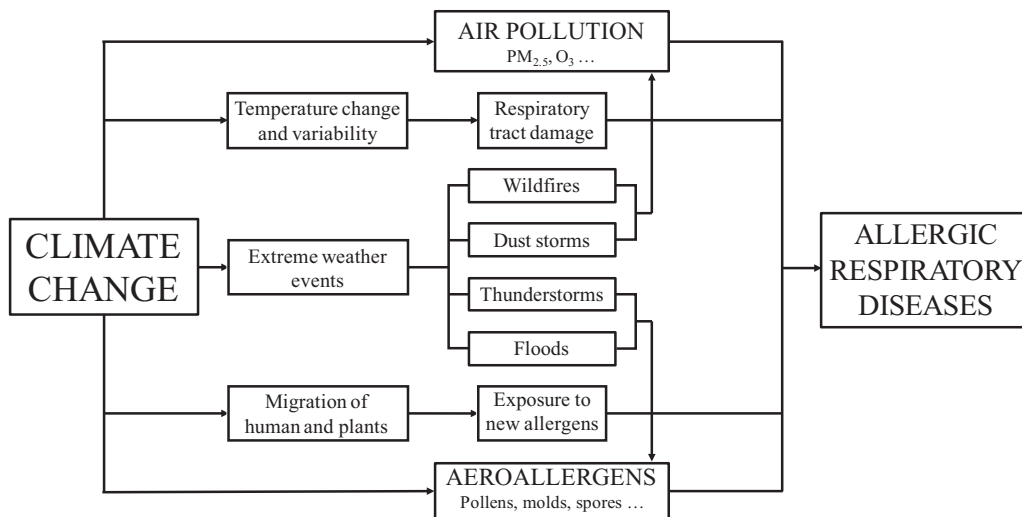 AIR POLLUTION
PM2.5, O3 …
Temperature change
and variability
Respiratory
tract damage
Wildfires
CLIMATE
CHANGE
Extreme weather
events
Dust storms
Thunderstorms
Floods
ALLERGIC
RESPIRATORY
DISEASES
Migration of
human and plants
Exposure to
new allergens
AEROALLERGENS
Pollens, molds, spores …